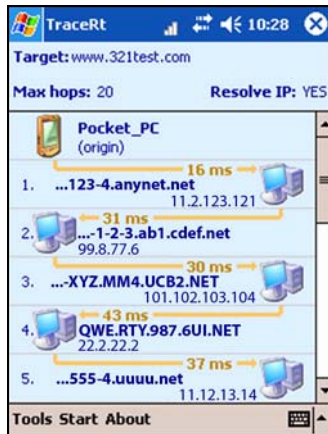 TraceRt 10:28
Target: www.321test.com
Max hops: 20 Resolve IP: YES
Pocket_PC
(origin)
16 ms
1. ...123-4.anynet.net
11.2.123.121
31 ms
2. ...-1-2-3.ab1.cdef.net
99.8.77.6
30 ms
3. ...-XYZ.MM4.UCB2.NET
101.102.103.104
43 ms
4. QWE.RTY.987.6UI.NET
22.2.22.2
37 ms
5. ...555-4.uuuu.net
11.12.13.14
Tools Start About